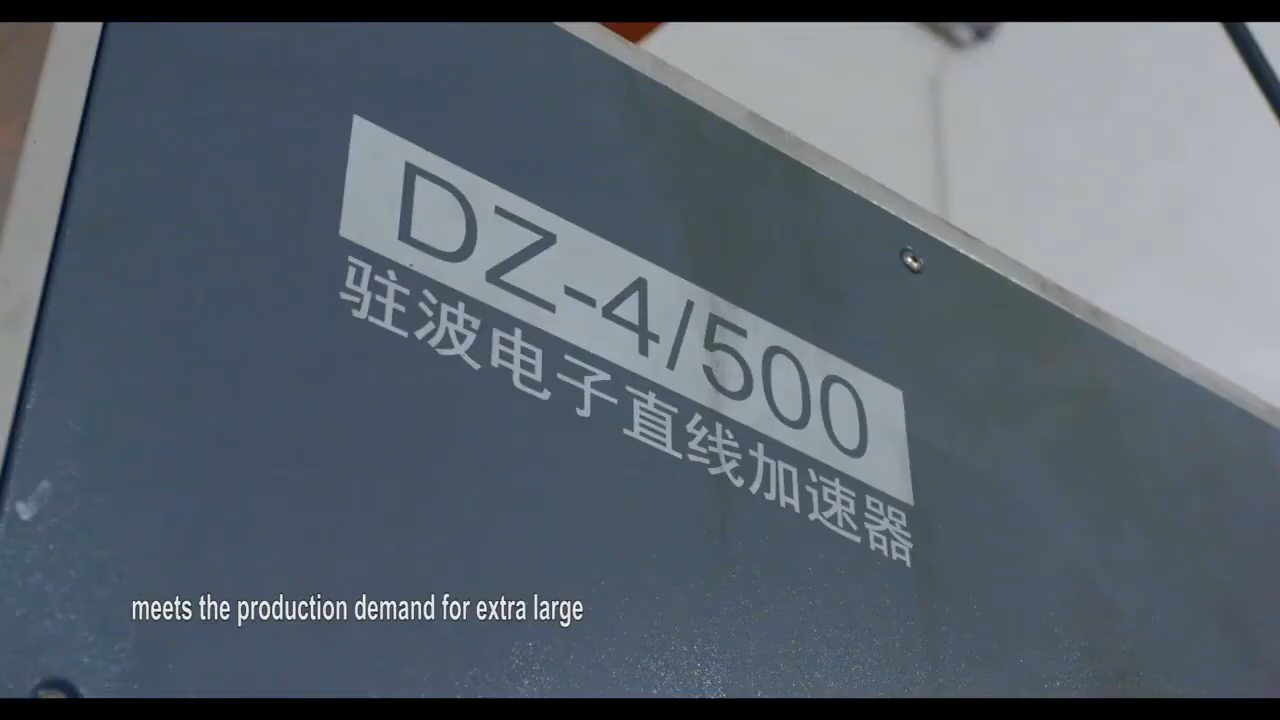 DZ-4/500
驻波电子直线加速器
meets the production demand for extra large